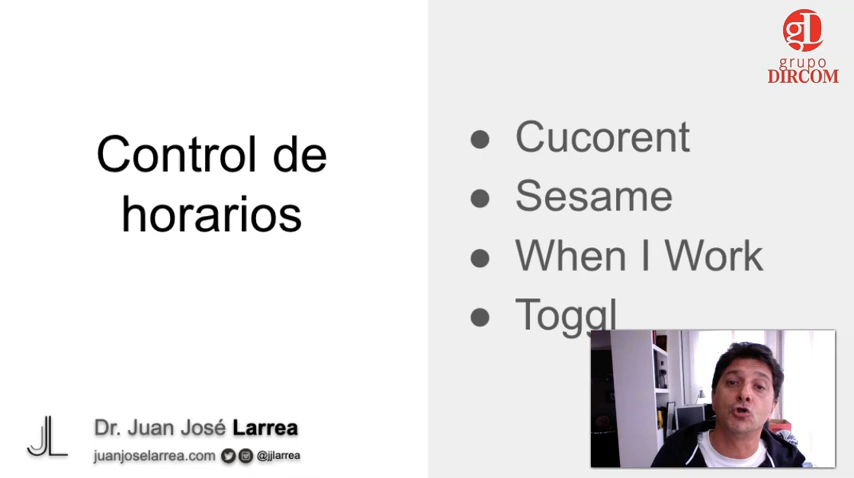 gL
grupo
DIRCOM
Control de
horarios
● Cucorent
● Sesame
● When I Work
● Toggl
JL
Dr. Juan José Larrea
juanjoselarrea.com @jjlarrea